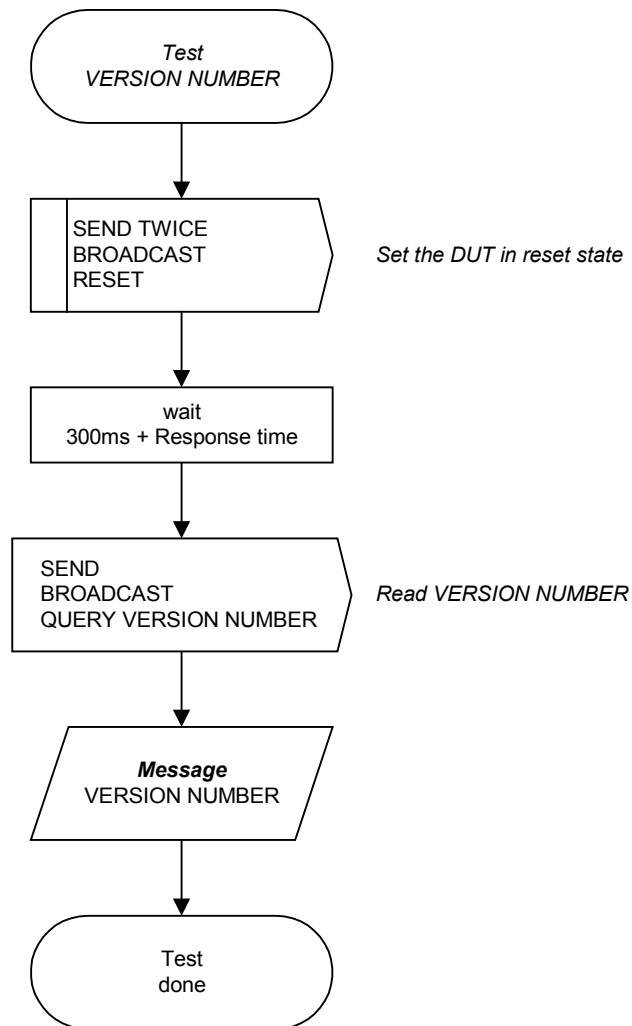 Test
VERSION NUMBER
SEND TWICE
BROADCAST
RESET
Set the DUT in reset state
wait
300ms + Response time
SEND
BROADCAST
QUERY VERSION NUMBER
Read VERSION NUMBER
Message
VERSION NUMBER
Test
done